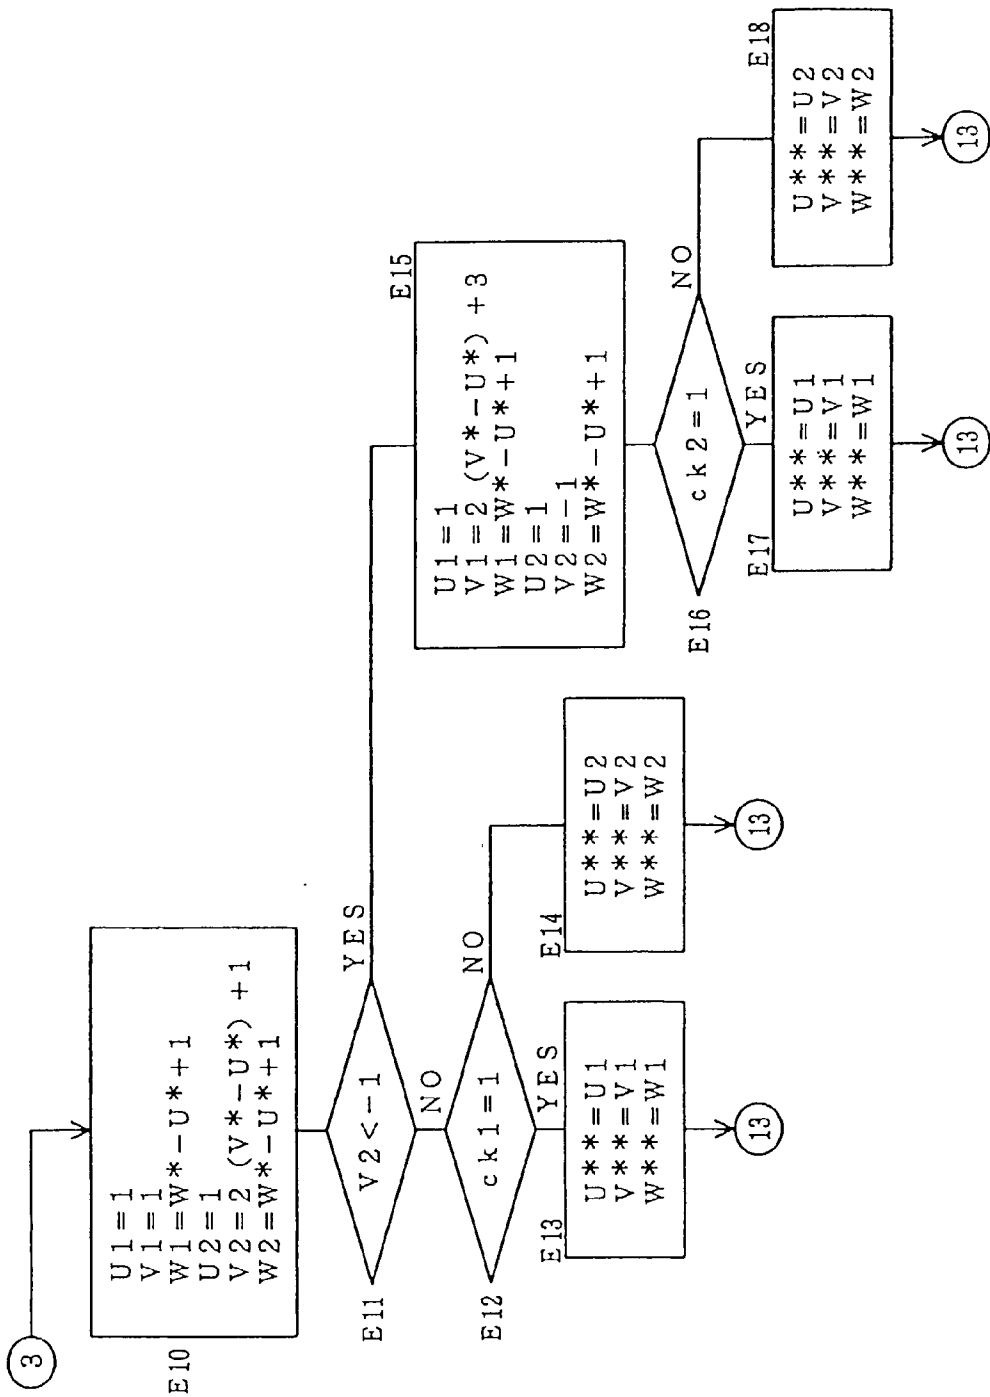 3
E10
U1=1
V1=1
W1=W*-U*+1
U2=1
V2=2(V*-U*)+1
W2=W*-U*+1
E11
V2<-1
YES
NO
E12
ck1=1
NO
YES
E13
U**=U1
V**=V1
W**=W1
13
E14
U**=U2
V**=V2
W**=W2
13
E15
U1=1
V1=2(V*-U*)+3
W1=W*-U*+1
U2=1
V2=-1
W2=W*-U*+1
E16
ck2=1
NO
YES
E17
U**=U1
V**=V1
W**=W1
13
E18
U**=U2
V**=V2
W**=W2
13